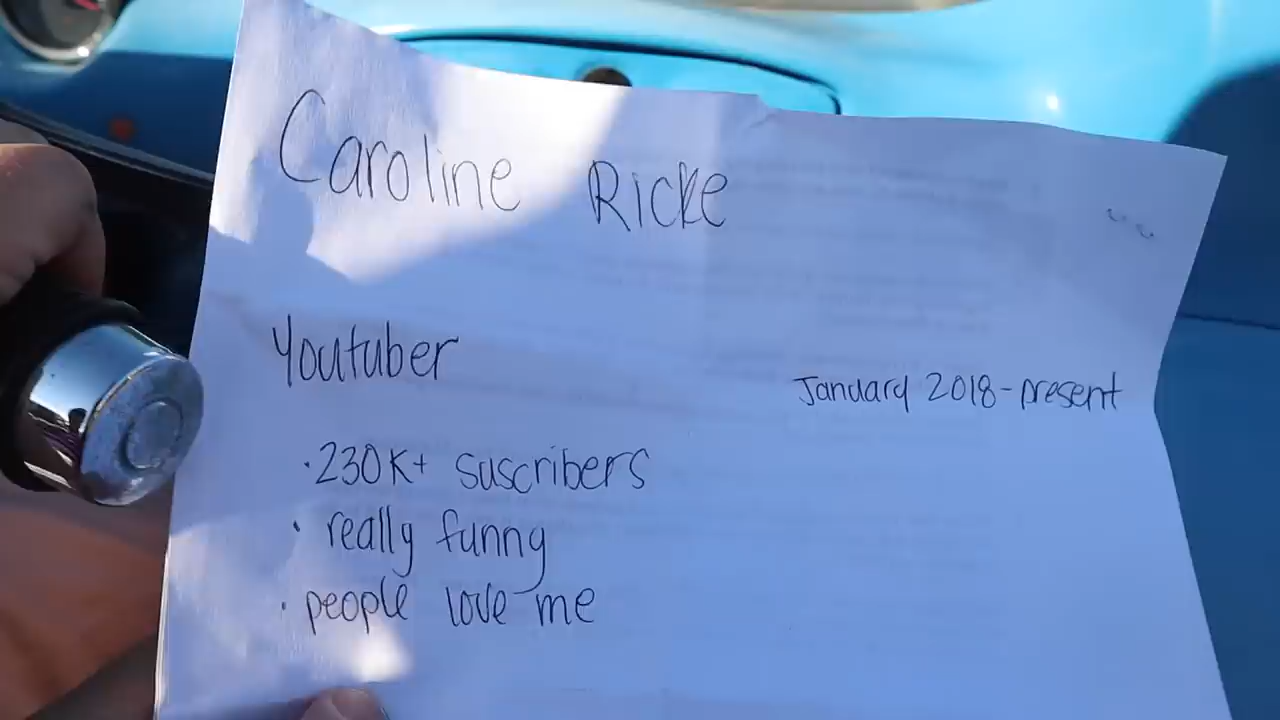 Caroline Ricke
Youtuber January 2018-present
·230K+ suscribers
· really funny
· people love me